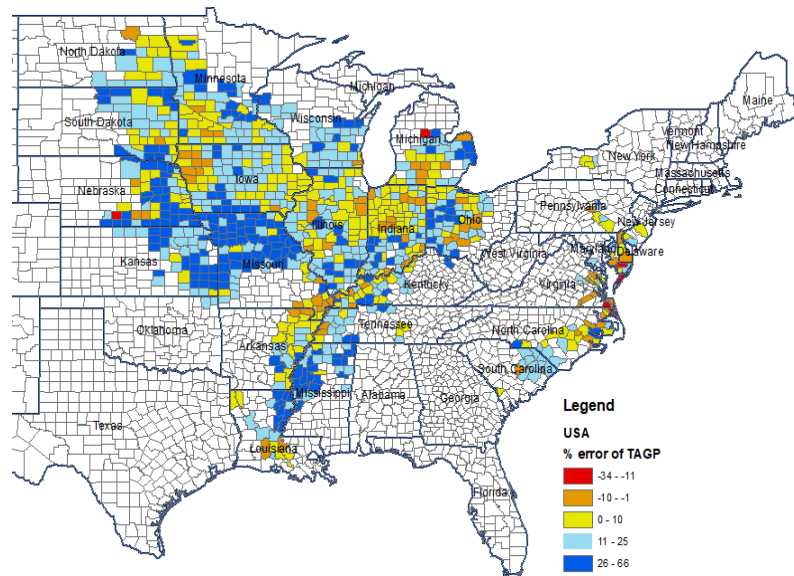 North Dakota
Minnesota
Michigan
Maine
South Dakota
Wisconsin
Michigan
Vermont
New Hampshire
New York
Massachusetts
Connecticut
Iowa
Nebraska
Pennsylvania
New Jersey
Illinois
Indiana
Ohio
Maryland
Delaware
West Virginia
Kansas
Missouri
Kentucky
Virginia
Oklahoma
Tennessee
North Carolina
Arkansas
South Carolina
Mississippi
Alabama
Georgia
Texas
Louisiana
Florida
Legend
USA
% error of TAGP
-34 - -11
-10 - -1
0 - 10
11 - 25
26 - 66